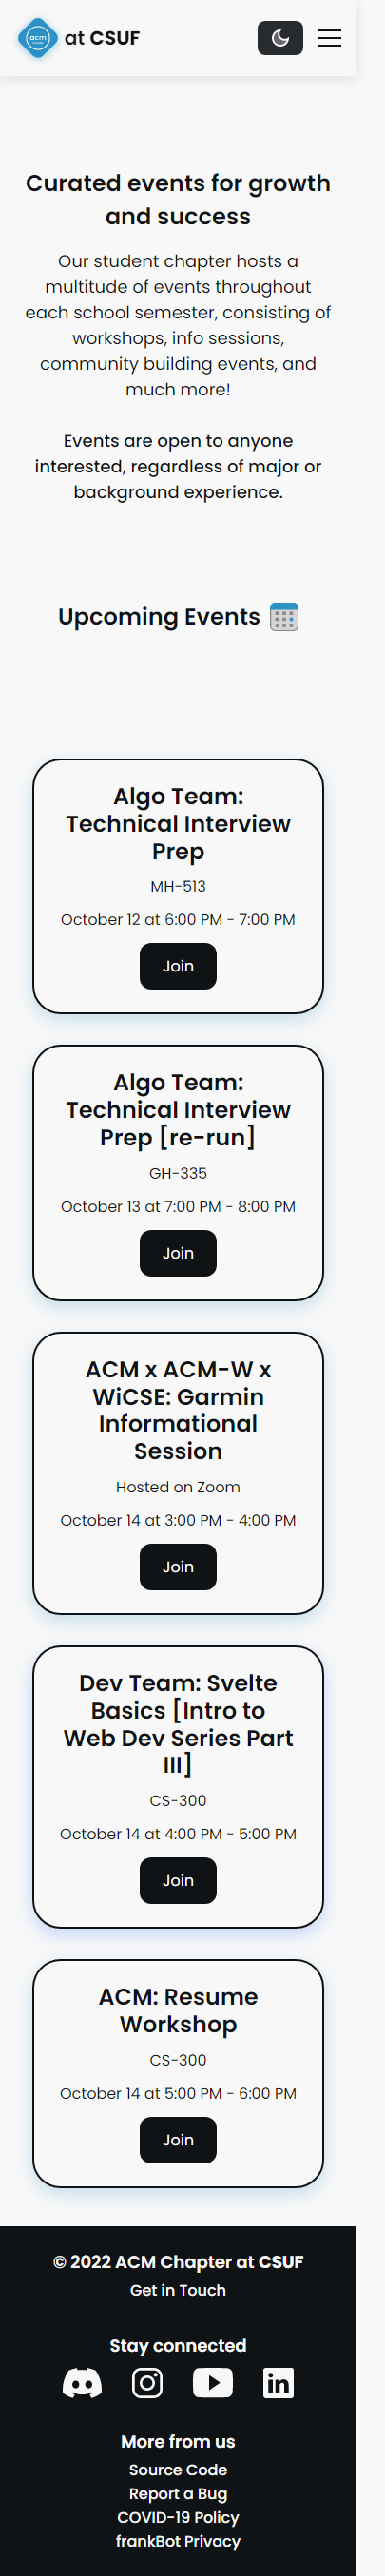 acm
at CSUF
Curated events for growth
and success
Our student chapter hosts a
multitude of events throughout
each school semester, consisting of
workshops, info sessions,
community building events, and
much more!
Events are open to anyone
interested, regardless of major or
background experience.
Upcoming Events
Algo Team:
Technical Interview
Prep
MH-513
October 12 at 6:00 PM - 7:00 PM
Join
Algo Team:
Technical Interview
Prep [re-run]
GH-335
October 13 at 7:00 PM - 8:00 PM
Join
ACM x ACM-W x
WiCSE: Garmin
Informational
Session
Hosted on Zoom
October 14 at 3:00 PM - 4:00 PM
Join
Dev Team: Svelte
Basics [Intro to
Web Dev Series Part
III]
CS-300
October 14 at 4:00 PM - 5:00 PM
Join
ACM: Resume
Workshop
CS-300
October 14 at 5:00 PM - 6:00 PM
Join
© 2022 ACM Chapter at CSUF
Get in Touch
Stay connected
in
More from us
Source Code
Report a Bug
COVID-19 Policy
frankBot Privacy